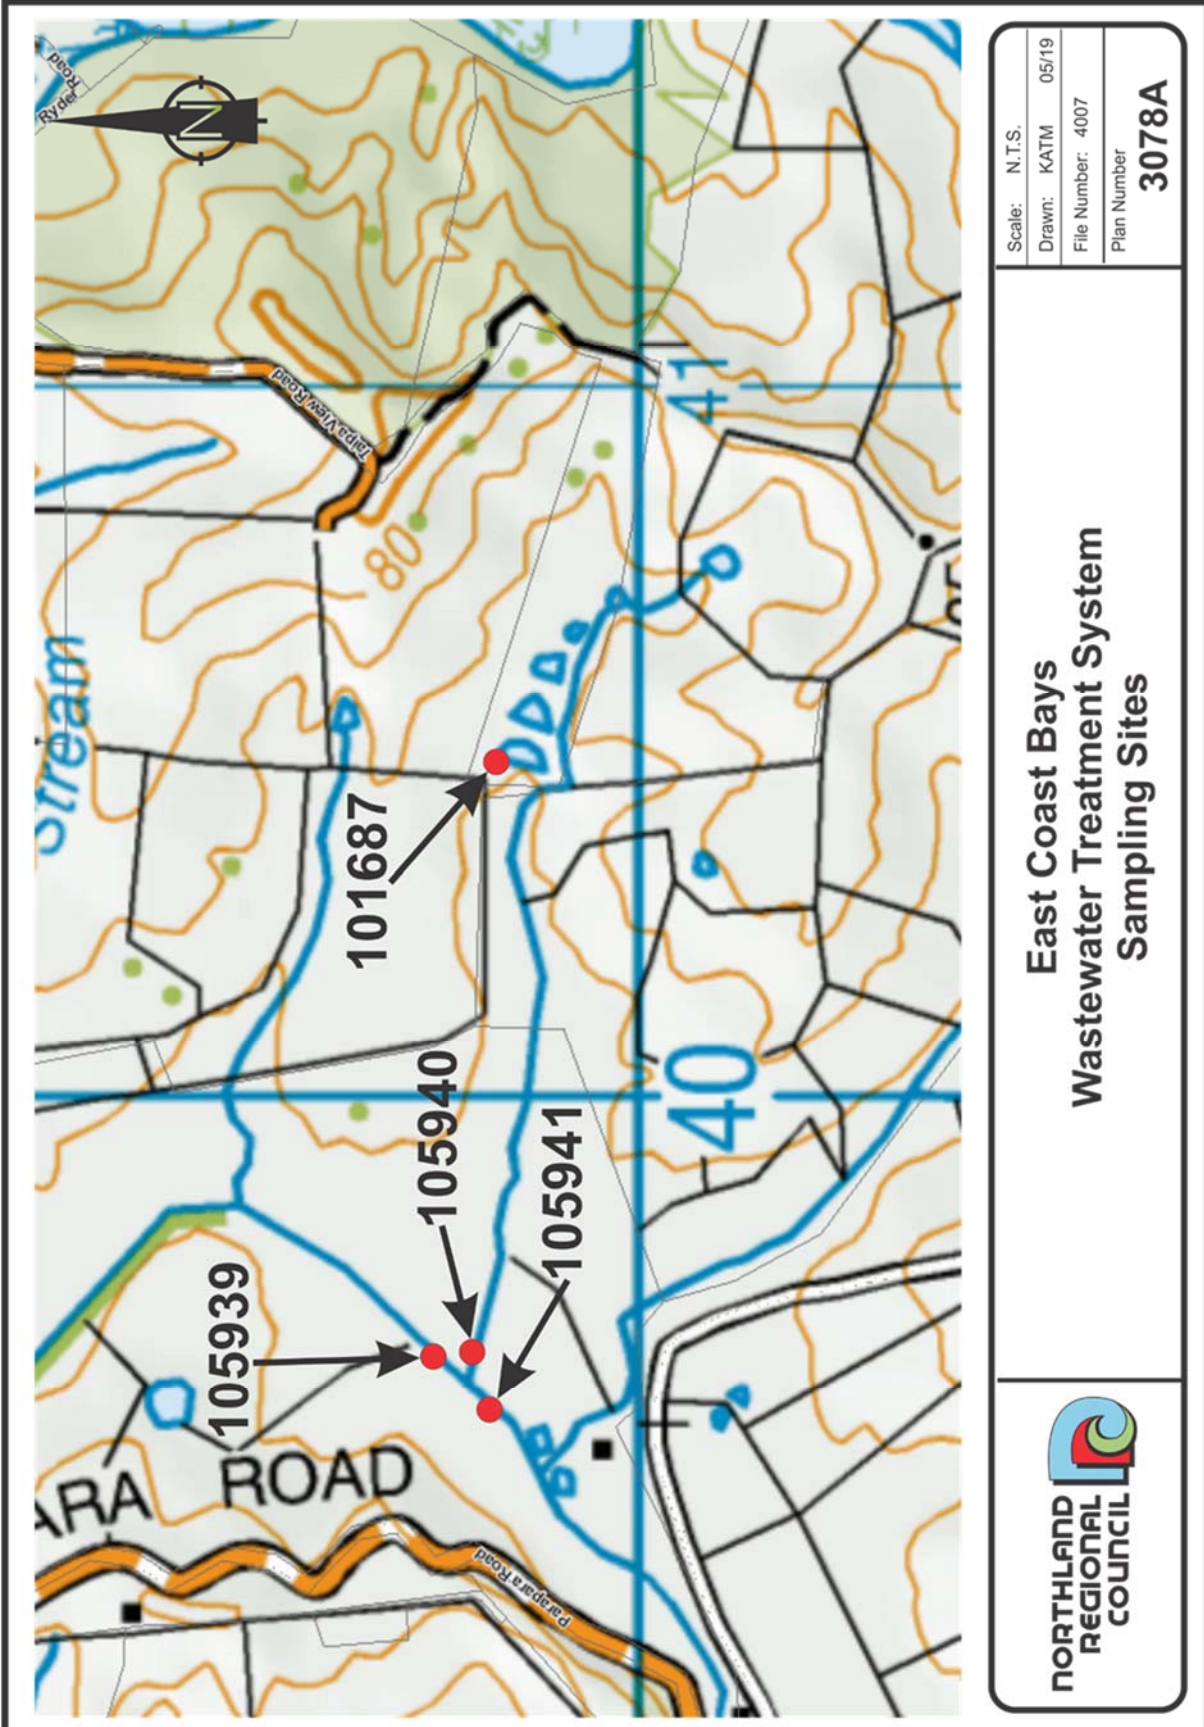 Ryder Road
N
Taipa View Road
Stream
80
41
40
101687
105940
105941
105939
ARA ROAD
Parapara Road
NORTHLAND
REGIONAL
COUNCIL
East Coast Bays
Wastewater Treatment System
Sampling Sites
Scale: N.T.S.
Drawn: KATM 05/19
File Number: 4007
Plan Number
3078A